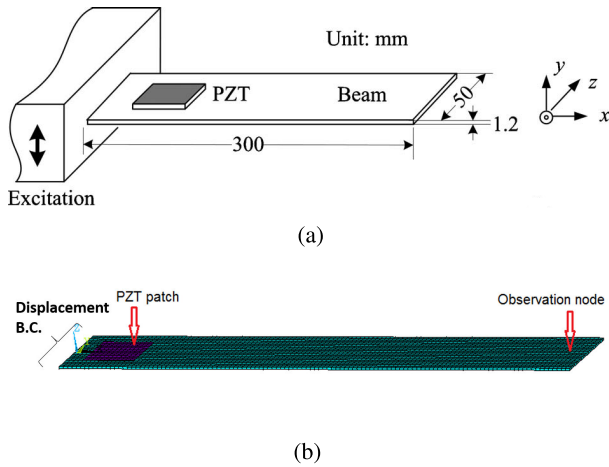 Unit: mm
PZT
Beam
50
1.2
300
y
z
x
Excitation
(a)
Displacement
B.C.
PZT patch
Observation node
(b)